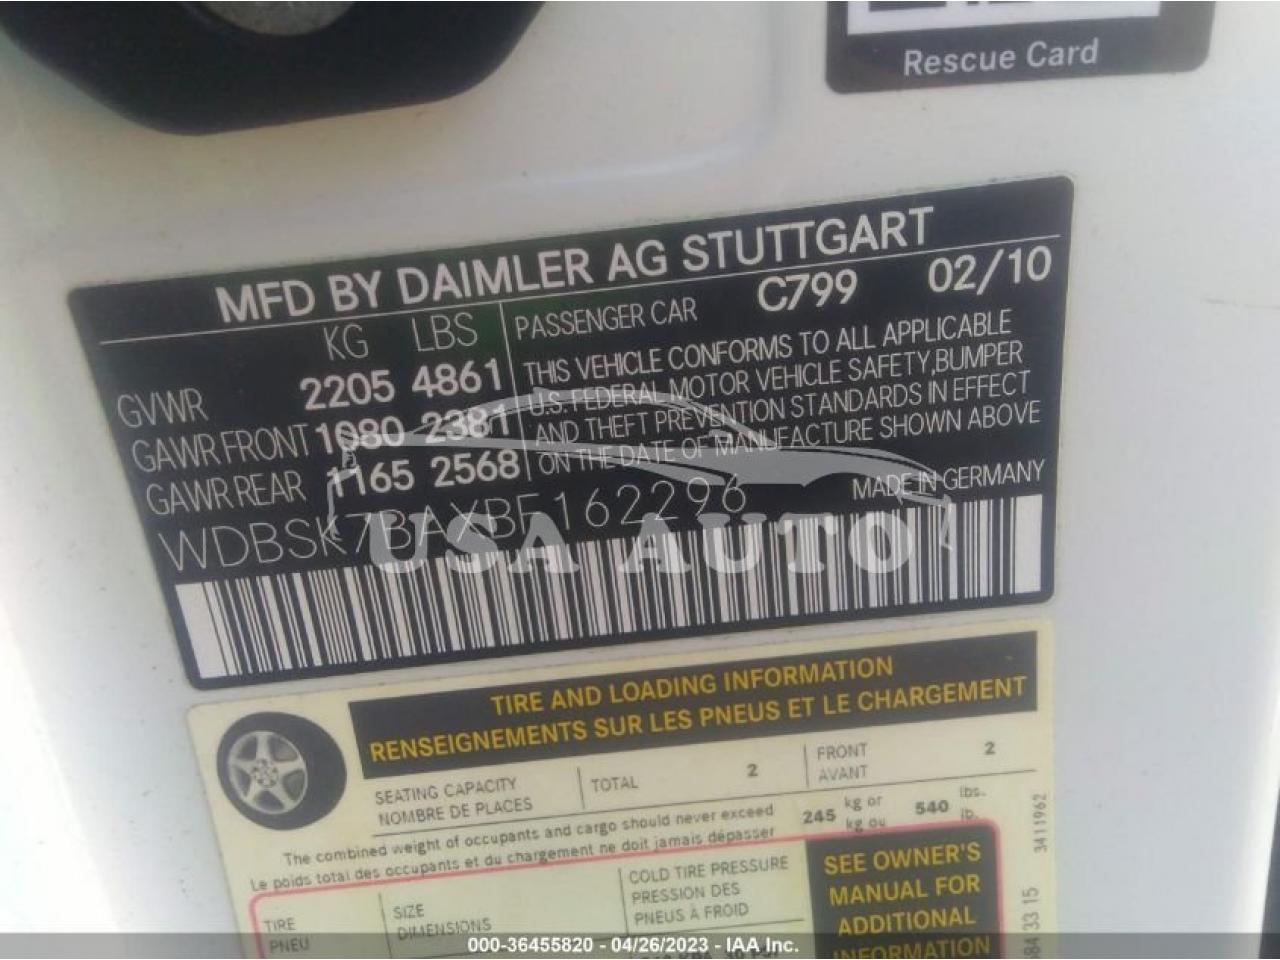 Rescue Card
MFD BY DAIMLER AG STUTTGART
KG LBS
PASSENGER CAR C799 02/10
GVWR 2205 4861
GAWR FRONT 1080 2381
GAWR REAR 1165 2568
THIS VEHICLE CONFORMS TO ALL APPLICABLE
U.S. FEDERAL MOTOR VEHICLE SAFETY, BUMPER
AND THEFT PREVENTION STANDARDS IN EFFECT
ON THE DATE OF MANUFACTURE SHOWN ABOVE
MADE IN GERMANY
WDBSK7BAXBF162296
USA AUTO
TIRE AND LOADING INFORMATION
RENSEIGNEMENTS SUR LES PNEUS ET LE CHARGEMENT
SEATING CAPACITY
NOMBRE DE PLACES
TOTAL 2
FRONT
AVANT
2
The combined weight of occupants and cargo should never exceed
Le poids total des occupants et du chargement ne doit jamais dépasser
245 kg or
kg ou
540 lbs.
lb.
TIRE
PNEU
SIZE
DIMENSIONS
COLD TIRE PRESSURE
PRESSION DES
PNEUS À FROID
SEE OWNER'S
MANUAL FOR
ADDITIONAL
INFORMATION
3411962
84 33 15
000-36455820 - 04/26/2023 - IAA Inc.